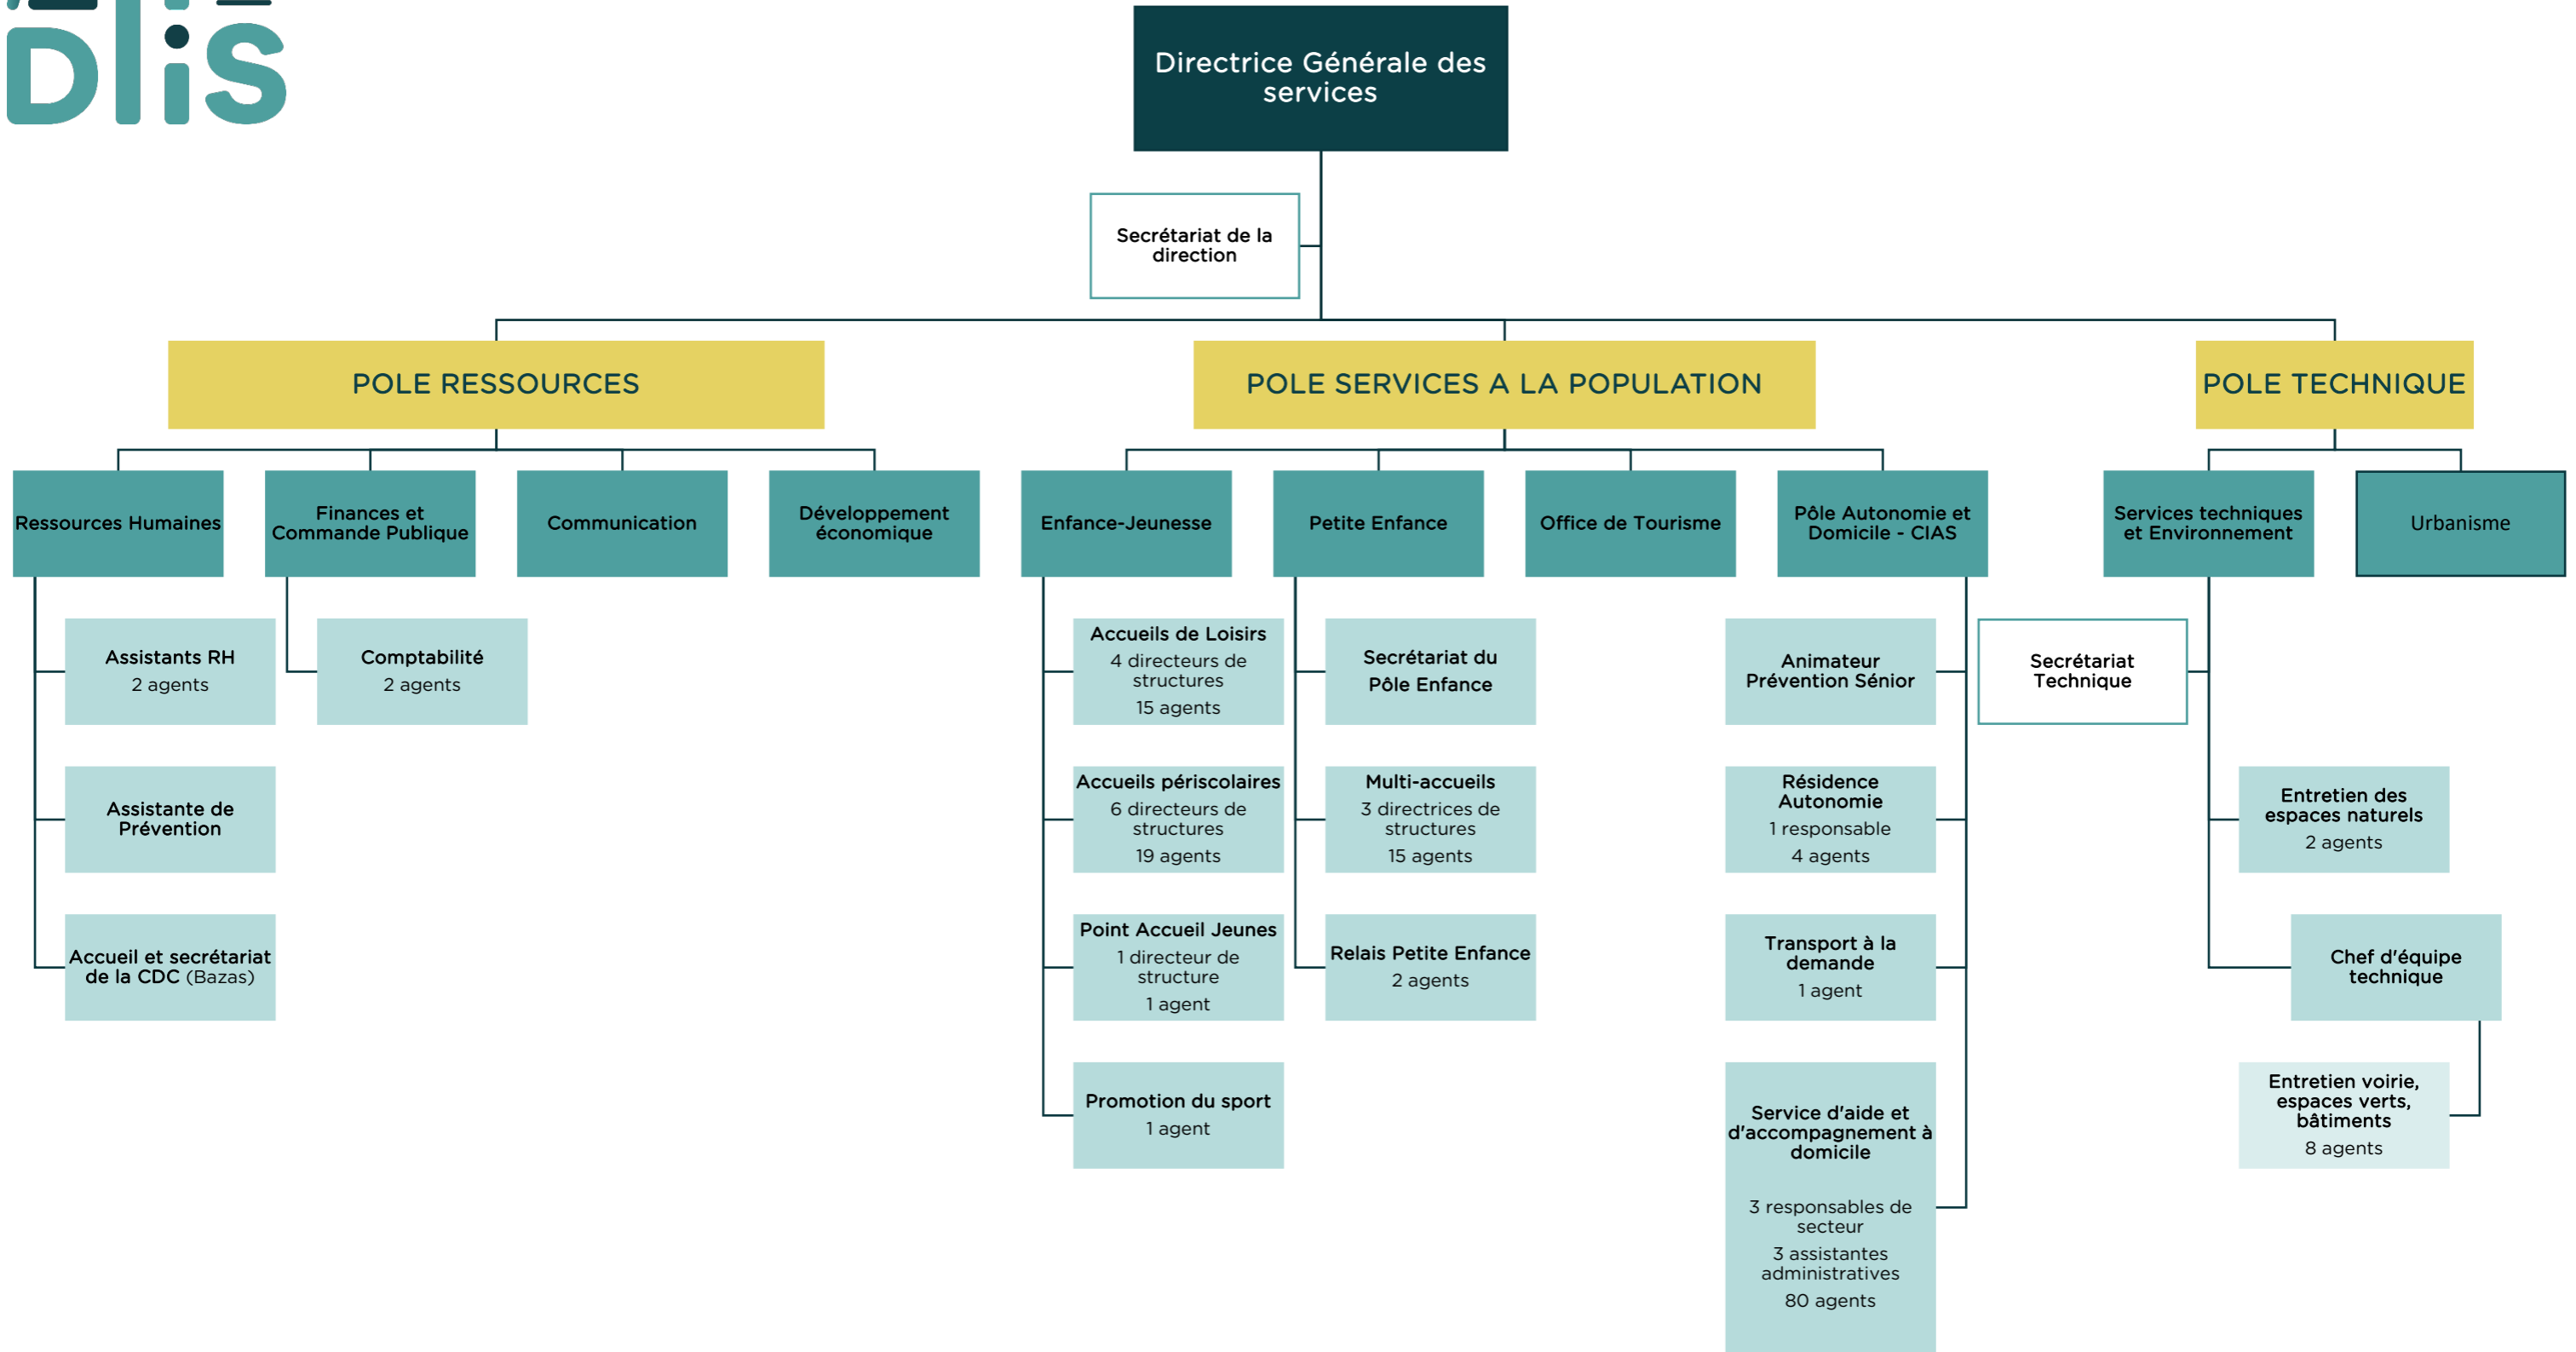 Directrice Générale des
services
Secrétariat de la
direction
POLE RESSOURCES
POLE SERVICES A LA POPULATION
POLE TECHNIQUE
Ressources Humaines
Finances et
Commande Publique
Communication
Développement
économique
Enfance-Jeunesse
Petite Enfance
Office de Tourisme
Pôle Autonomie et
Domicile - CIAS
Services techniques
et Environnement
Urbanisme
Assistants RH
2 agents
Comptabilité
2 agents
Accueils de Loisirs
4 directeurs de
structures
15 agents
Secrétariat du
Pôle Enfance
Animateur
Prévention Sénior
Secrétariat
Technique
Assistante de
Prévention
Accueils périscolaires
6 directeurs de
structures
19 agents
Multi-accueils
3 directrices de
structures
15 agents
Résidence
Autonomie
1 responsable
4 agents
Entretien des
espaces naturels
2 agents
Accueil et secrétariat
de la CDC (Bazas)
Point Accueil Jeunes
1 directeur de
structure
1 agent
Relais Petite Enfance
2 agents
Transport à la
demande
1 agent
Chef d'équipe
technique
Promotion du sport
1 agent
Service d'aide et
d'accompagnement à
domicile
3 responsables de
secteur
3 assistantes
administratives
80 agents
Entretien voirie,
espaces verts,
bâtiments
8 agents